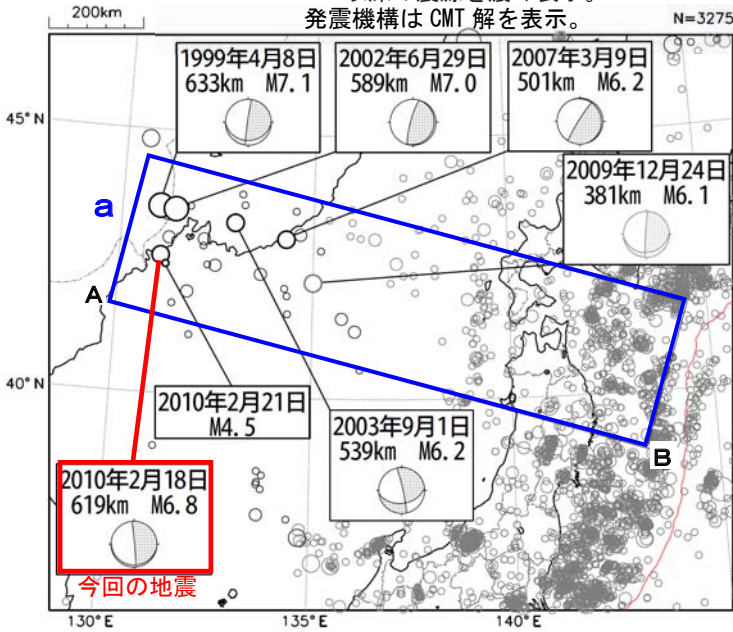 200km
発震機構は CMT 解を表示。
N=3275
1999年4月8日
633km M7.1
2002年6月29日
589km M7.0
2007年3月9日
501km M6.2
2009年12月24日
381km M6.1
45°N
a
A
40°N
2010年2月21日
M4.5
2003年9月1日
539km M6.2
B
2010年2月18日
619km M6.8
今回の地震
130°E
135°E
140°E